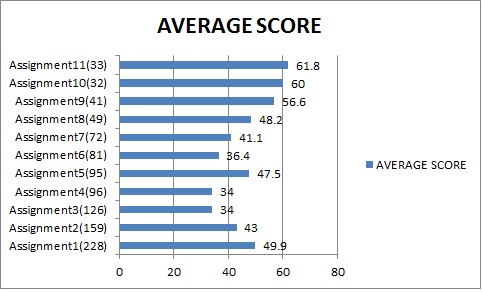 AVERAGE SCORE
Assignment11(33) 61.8
Assignment10(32) 60
Assignment9(41) 56.6
Assignment8(49) 48.2
Assignment7(72) 41.1
Assignment6(81) 36.4
Assignment5(95) 47.5
Assignment4(96) 34
Assignment3(126) 34
Assignment2(159) 43
Assignment1(228) 49.9
0 20 40 60 80
AVERAGE SCORE